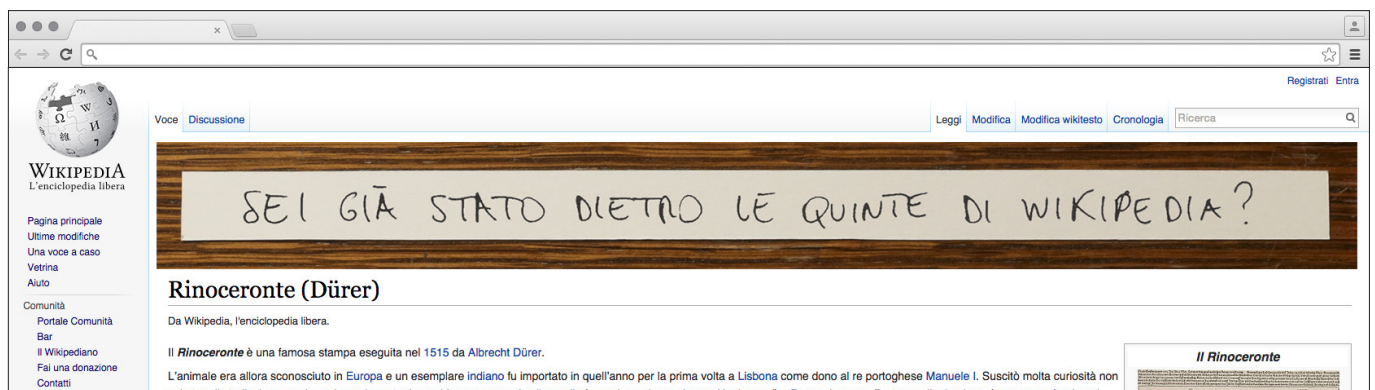 Registrati Entra
Voce Discussione Leggi Modifica Modifica wikitesto Cronologia Ricerca
WIKIPEDIA
L'enciclopedia libera
Pagina principale
Ultime modifiche
Una voce a caso
Vetrina
Aiuto
Comunità
Portale Comunità
Bar
Il Wikipediano
Fai una donazione
Contatti
SEI GIÀ STATO DIETRO LE QUINTE DI WIKIPEDIA?
Rinoceronte (Dürer)
Da Wikipedia, l'enciclopedia libera.
Il Rinoceronte è una famosa stampa eseguita nel 1515 da Albrecht Dürer.
L'animale era allora sconosciuto in Europa e un esemplare indiano fu importato in quell'anno per la prima volta a Lisbona come dono al re portoghese Manuele I. Suscitò molta curiosità non
Il Rinoceronte